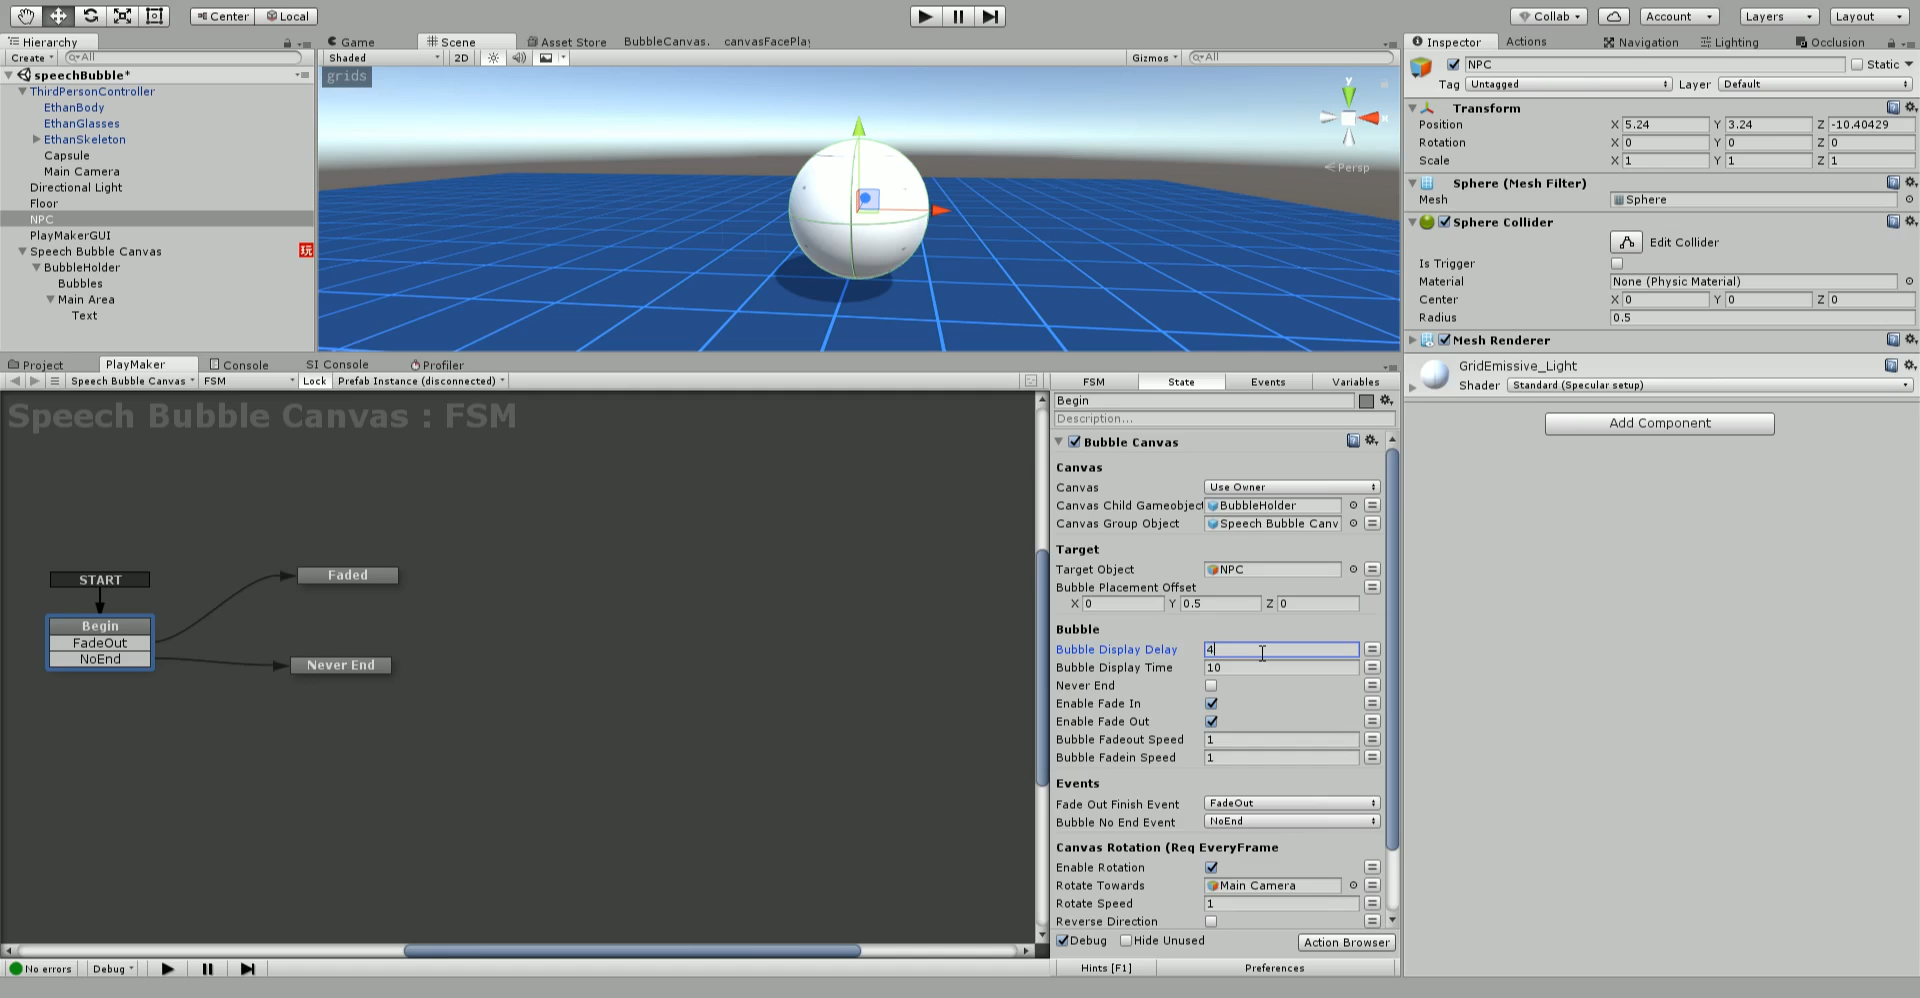 Center Local
Collab Account Layers Layout
Hierarchy
Create All
speechBubble*
ThirdPersonController
EthanBody
EthanGlasses
EthanSkeleton
Capsule
Main Camera
Directional Light
Floor
NPC
PlayMakerGUI
Speech Bubble Canvas 玩
BubbleHolder
Bubbles
Main Area
Text
Game Scene Asset Store BubbleCanvas. canvasFacePlay
Shaded 2D Gizmos All
grids
y
Persp
Project PlayMaker Console SI Console Profiler
Speech Bubble Canvas FSM Lock Prefab Instance (disconnected)
Speech Bubble Canvas : FSM
START
Begin
FadeOut
NoEnd
Faded
Never End
No errors Debug
FSM State Events Variables
Begin
Description...
Bubble Canvas
Canvas
Canvas Use Owner
Canvas Child Gameobject BubbleHolder
Canvas Group Object Speech Bubble Canv
Target
Target Object NPC
Bubble Placement Offset
X 0 Y 0.5 Z 0
Bubble
Bubble Display Delay 4
Bubble Display Time 10
Never End
Enable Fade In
Enable Fade Out
Bubble Fadeout Speed 1
Bubble Fadein Speed 1
Events
Fade Out Finish Event FadeOut
Bubble No End Event NoEnd
Canvas Rotation (Req EveryFrame
Enable Rotation
Rotate Towards Main Camera
Rotate Speed 1
Reverse Direction
Debug Hide Unused Action Browser
Hints [F1] Preferences
Inspector Actions Navigation Lighting Occlusion
NPC Static
Tag Untagged Layer Default
Transform
Position X 5.24 Y 3.24 Z -10.40429
Rotation X 0 Y 0 Z 0
Scale X 1 Y 1 Z 1
Sphere (Mesh Filter)
Mesh Sphere
Sphere Collider
Edit Collider
Is Trigger
Material None (Physic Material)
Center X 0 Y 0 Z 0
Radius 0.5
Mesh Renderer
GridEmissive_Light
Shader Standard (Specular setup)
Add Component